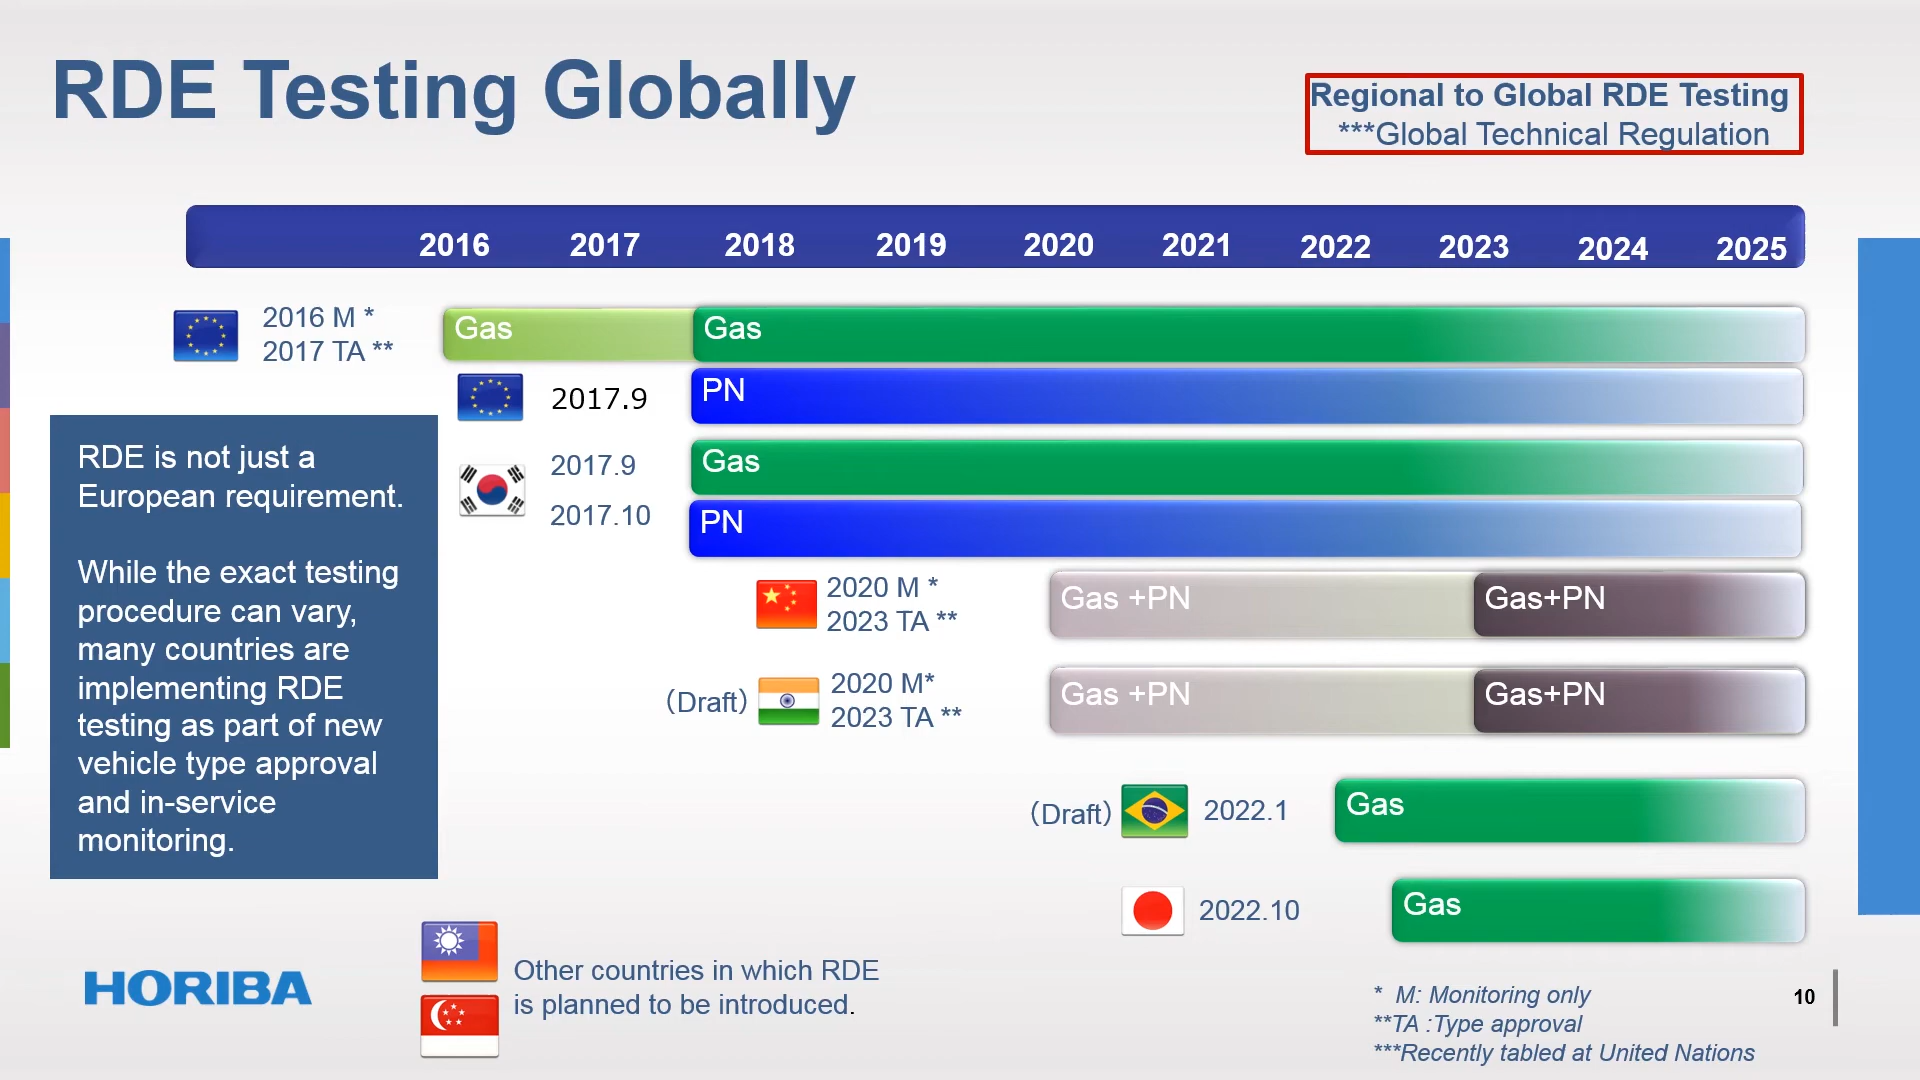 RDE Testing Globally
Regional to Global RDE Testing
***Global Technical Regulation
2016 2017 2018 2019 2020 2021 2022 2023 2024 2025
2016 M *
2017 TA **
Gas
Gas
2017.9
PN
2017.9
Gas
2017.10
PN
2020 M *
2023 TA **
Gas +PN
Gas+PN
(Draft)
2020 M*
2023 TA **
Gas +PN
Gas+PN
(Draft)
2022.1
Gas
2022.10
Gas
RDE is not just a
European requirement.
While the exact testing
procedure can vary,
many countries are
implementing RDE
testing as part of new
vehicle type approval
and in-service
monitoring.
HORIBA
Other countries in which RDE
is planned to be introduced.
* M: Monitoring only
**TA :Type approval
***Recently tabled at United Nations
10